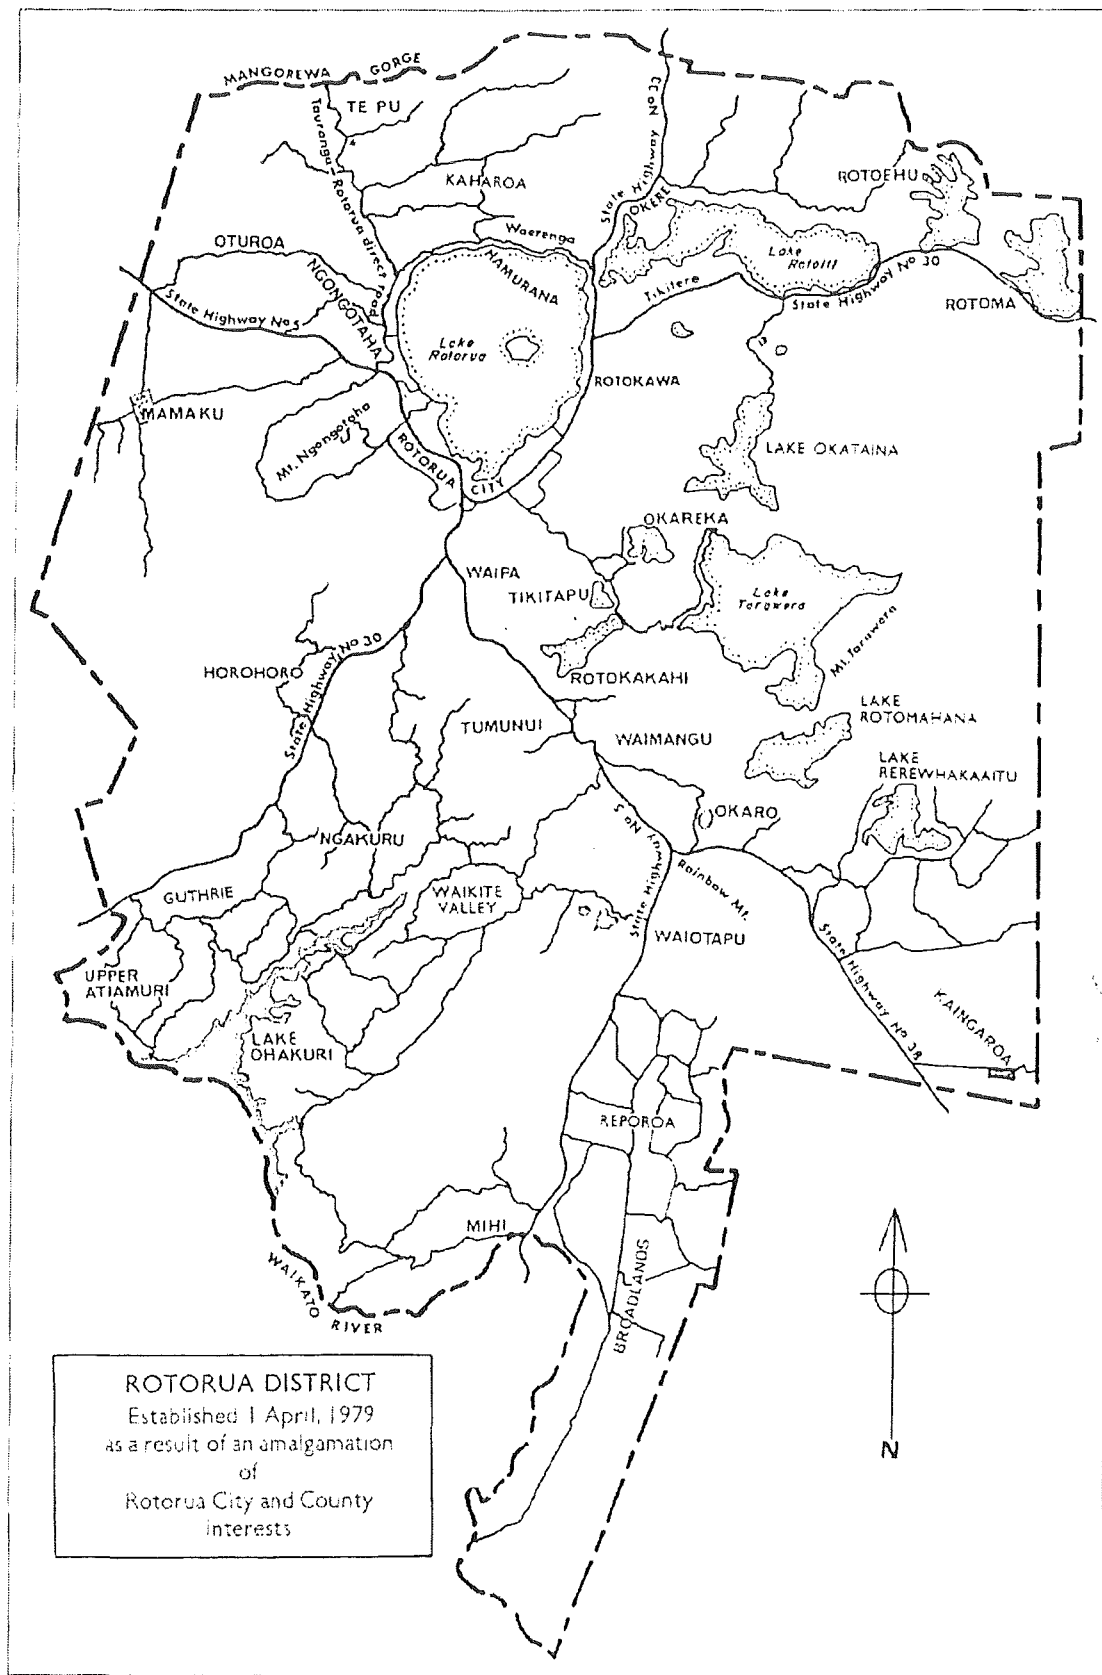 MANGOREWA GORGE
TE PU
Tauranga - Rotorua direct road
State Highway No 33
KAHAROA
ROTOEHU
OKERE
Waerenga
OTUROA
NGONGOTAHA
HAMURANA
Lake
Rotoiti
State Highway No 30
ROTOMA
Tikitere
State Highway No 5
Lake
Rotorua
ROTOKAWA
MAMAKU
Mt. Ngongotaha
ROTORUA CITY
LAKE OKATAINA
OKAREKA
WAIPA
TIKITAPU
Lake
Tarawera
Mt. Tarawera
HOROHORO
State Highway No 30
ROTOKAKAHI
TUMUNUI
WAIMANGU
LAKE
ROTOMAHANA
LAKE
REREWHAKAAITU
OKARO
NGAKURU
State Highway No 5
Rainbow Mt.
GUTHRIE
WAIKITE
VALLEY
WAIOTAPU
State Highway No 38
UPPER
ATIAMURI
KAINGAROA
LAKE
OHAKURI
REPOROA
MIHI
BROADLANDS
WAIKATO
RIVER
N
ROTORUA DISTRICT
Established 1 April, 1979
as a result of an amalgamation
of
Rotorua City and County
interests